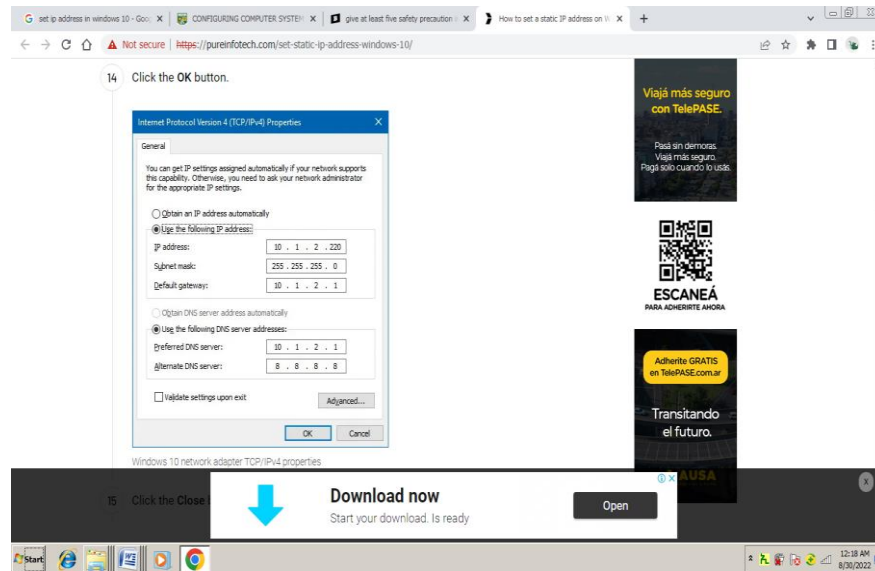 set ip address in windows 10 - Goo
CONFIGURING COMPUTER SYSTEM
give at least five safety precaution
How to set a static IP address on
Not secure | https://pureinfotech.com/set-static-ip-address-windows-10/
14 Click the OK button.
Internet Protocol Version 4 (TCP/IPv4) Properties
General
You can get IP settings assigned automatically if your network supports
this capability. Otherwise, you need to ask your network administrator
for the appropriate IP settings.
Obtain an IP address automatically
Use the following IP address:
IP address: 10 . 1 . 2 . 220
Subnet mask: 255 . 255 . 255 . 0
Default gateway: 10 . 1 . 2 . 1
Obtain DNS server address automatically
Use the following DNS server addresses:
Preferred DNS server: 10 . 1 . 2 . 1
Alternate DNS server: 8 . 8 . 8 . 8
Validate settings upon exit
Advanced...
OK Cancel
Windows 10 network adapter TCP/IPv4 properties
15 Click the Close
Viajá más seguro
con TelePASE.
Pasá sin demoras.
Viajá más seguro.
Pagá solo cuando lo usás.
ESCANEÁ
PARA ADHERIRTE AHORA
Adherite GRATIS
en TelePASE.com.ar
Transitando
el futuro.
AUSA
Download now
Start your download. Is ready
Open
Start
12:18 AM
8/30/2022